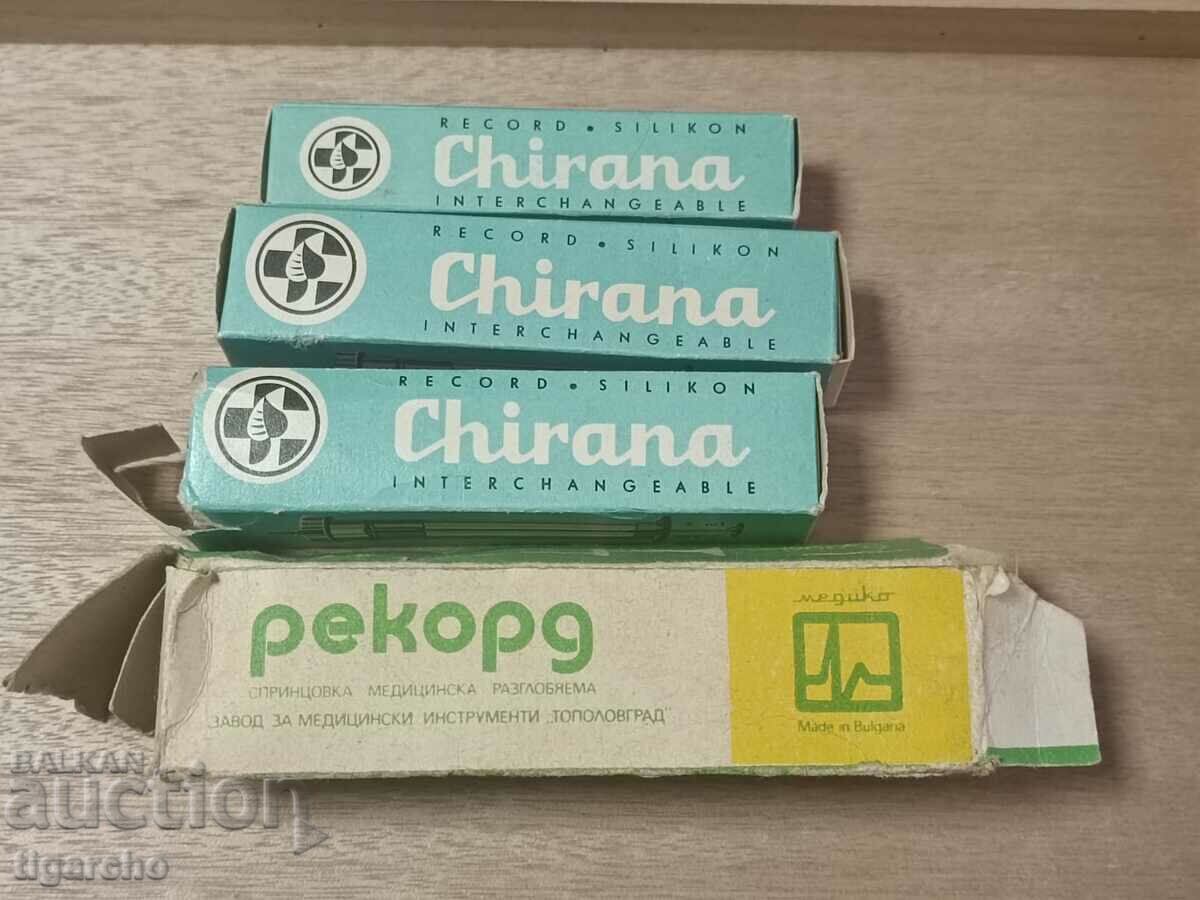 RECORD • SILIKON
Chirana
INTERCHANGEABLE
RECORD • SILIKON
Chirana
INTERCHANGEABLE
RECORD • SILIKON
Chirana
INTERCHANGEABLE
рекорд
СПРИНЦОВКА МЕДИЦИНСКА РАЗГЛОБЯЕМА
ЗАВОД ЗА МЕДИЦИНСКИ ИНСТРУМЕНТИ „ТОПОЛОВГРАД"
медико
Made in Bulgaria
BALKAN
auction
tigarcho